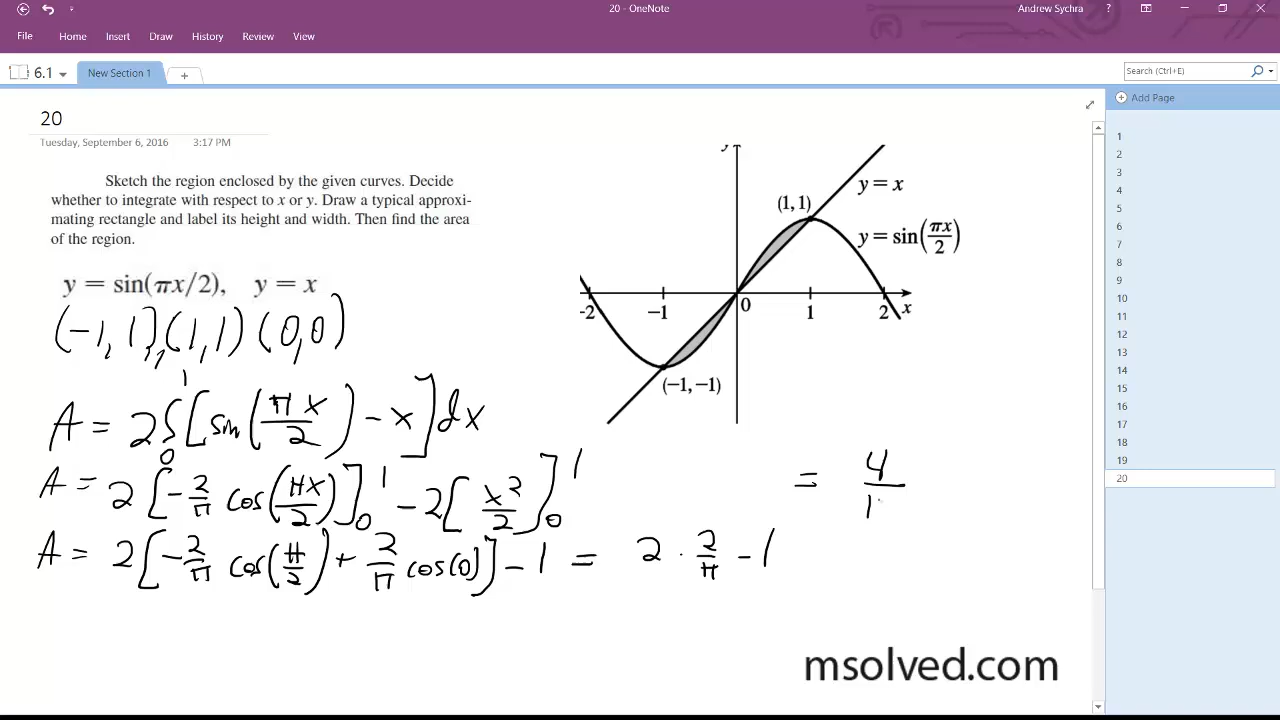 20 - OneNote
Andrew Sychra
?
File Home Insert Draw History Review View
6.1 New Section 1 +
Search (Ctrl+E)
Add Page
20
Tuesday, September 6, 2016 3:17 PM
Sketch the region enclosed by the given curves. Decide
whether to integrate with respect to x or y. Draw a typical approxi-
mating rectangle and label its height and width. Then find the area
of the region.
y = sin(πx/2), y = x
(-1, 1), (1, 1) (0,0)
A = 2 ∫₀¹ [sin(πx/2) - x] dx
A = 2 [-2/π cos(πx/2)]₀¹ - 2[x²/2]₀¹
A = 2[-2/π cos(π/2) + 2/π cos(0)] - 1 = 2 · 2/π - 1
= 4
y
y = x
(1, 1)
y = sin(πx/2)
-2 -1 0 1 2 x
(-1, -1)
1
2
3
4
5
6
7
8
9
10
11
12
13
14
15
16
17
18
19
20
msolved.com